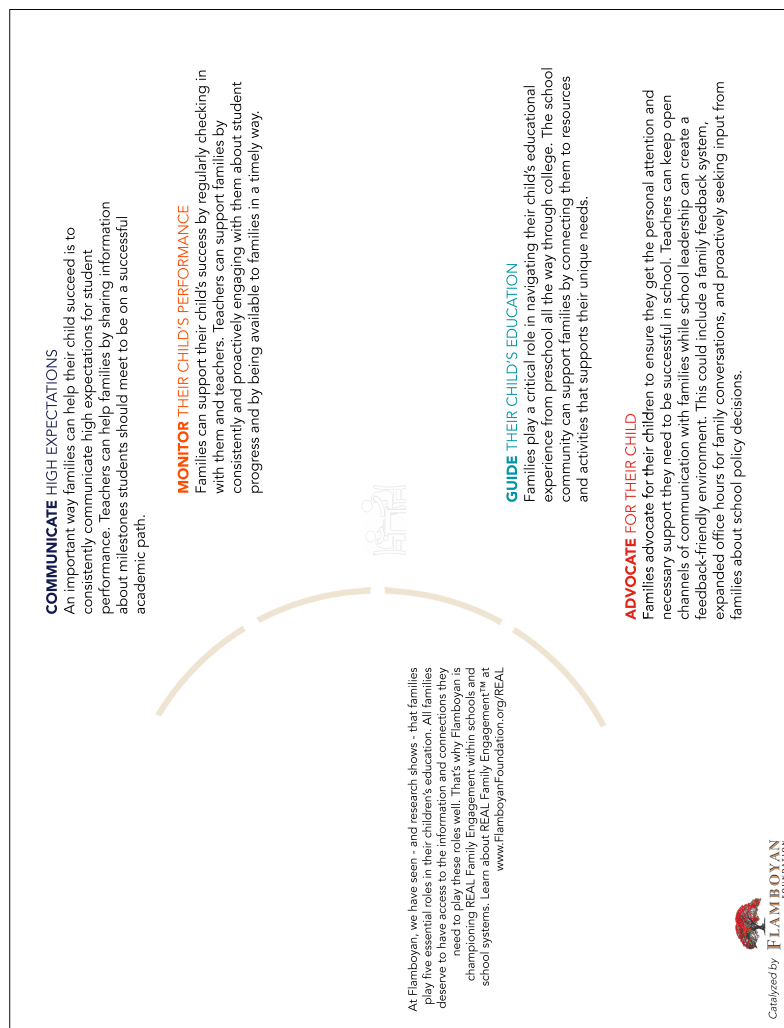 COMMUNICATE HIGH EXPECTATIONS
An important way families can help their child succeed is to
consistently communicate high expectations for student
performance. Teachers can help families by sharing information
about milestones students should meet to be on a successful
academic path.
MONITOR THEIR CHILD'S PERFORMANCE
Families can support their child's success by regularly checking in
with them and teachers. Teachers can support families by
consistently and proactively engaging with them about student
progress and by being available to families in a timely way.
GUIDE THEIR CHILD'S EDUCATION
Families play a critical role in navigating their child's educational
experience from preschool all the way through college. The school
community can support families by connecting them to resources
and activities that supports their unique needs.
ADVOCATE FOR THEIR CHILD
Families advocate for their children to ensure they get the personal attention and
necessary support they need to be successful in school. Teachers can keep open
channels of communication with families while school leadership can create a
feedback-friendly environment. This could include a family feedback system,
expanded office hours for family conversations, and proactively seeking input from
families about school policy decisions.
At Flamboyan, we have seen - and research shows - that families
play five essential roles in their children's education. All families
deserve to have access to the information and connections they
need to play these roles well. That's why Flamboyan is
championing REAL Family Engagement within schools and
school systems. Learn about REAL Family Engagement™ at
www.FlamboyanFoundation.org/REAL
Catalyzed by FLAMBOYAN